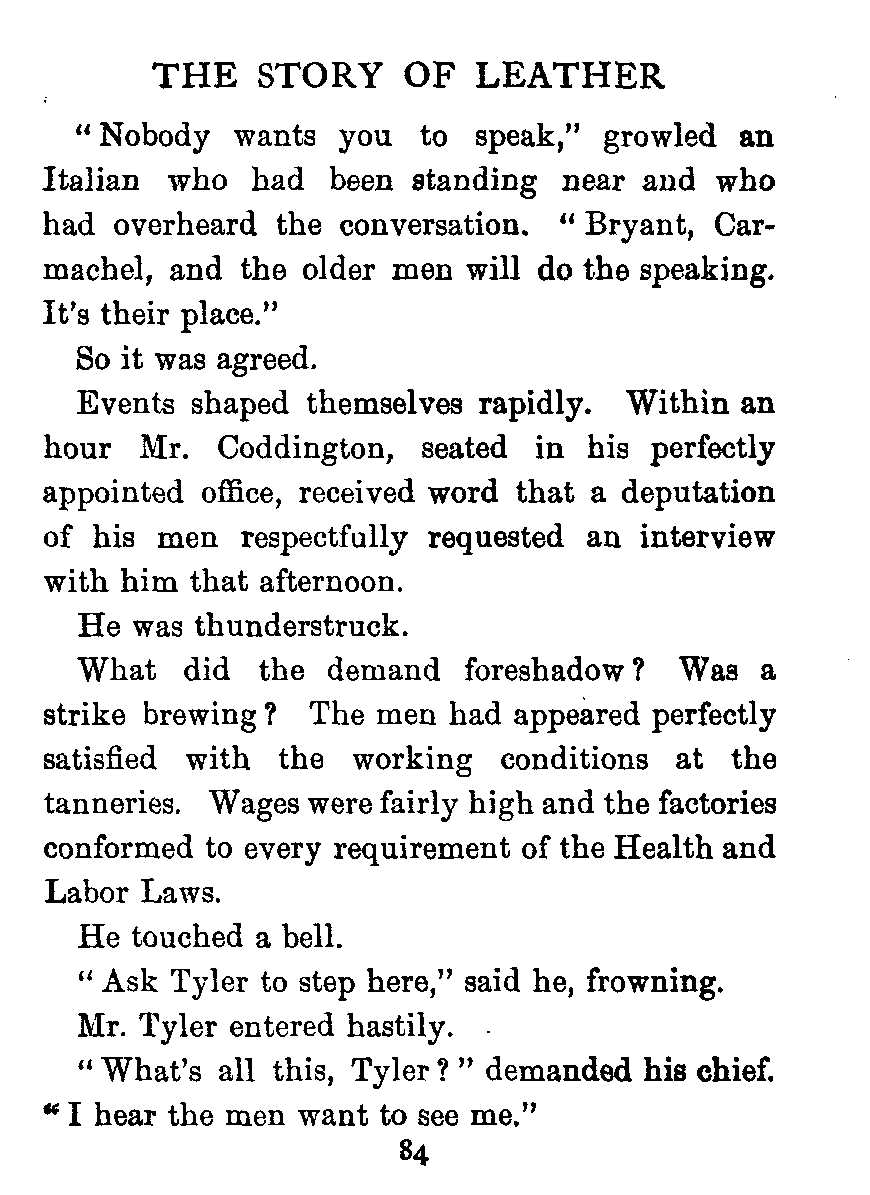 THE STORY OF LEATHER
“ Nobody wants you to speak,” growled an
Italian who had been standing near and who
had overheard the conversation. “ Bryant, Car-
machel, and the older men will do the speaking.
It's their place.”
So it was agreed.
Events shaped themselves rapidly. Within an
hour Mr. Coddington, seated in his perfectly
appointed office, received word that a deputation
of his men respectfully requested an interview
with him that afternoon.
He was thunderstruck.
What did the demand foreshadow? Was a
strike brewing? The men had appeared perfectly
satisfied with the working conditions at the
tanneries. Wages were fairly high and the factories
conformed to every requirement of the Health and
Labor Laws.
He touched a bell.
“ Ask Tyler to step here,” said he, frowning.
Mr. Tyler entered hastily.
“ What's all this, Tyler? ” demanded his chief.
“ I hear the men want to see me.”
84